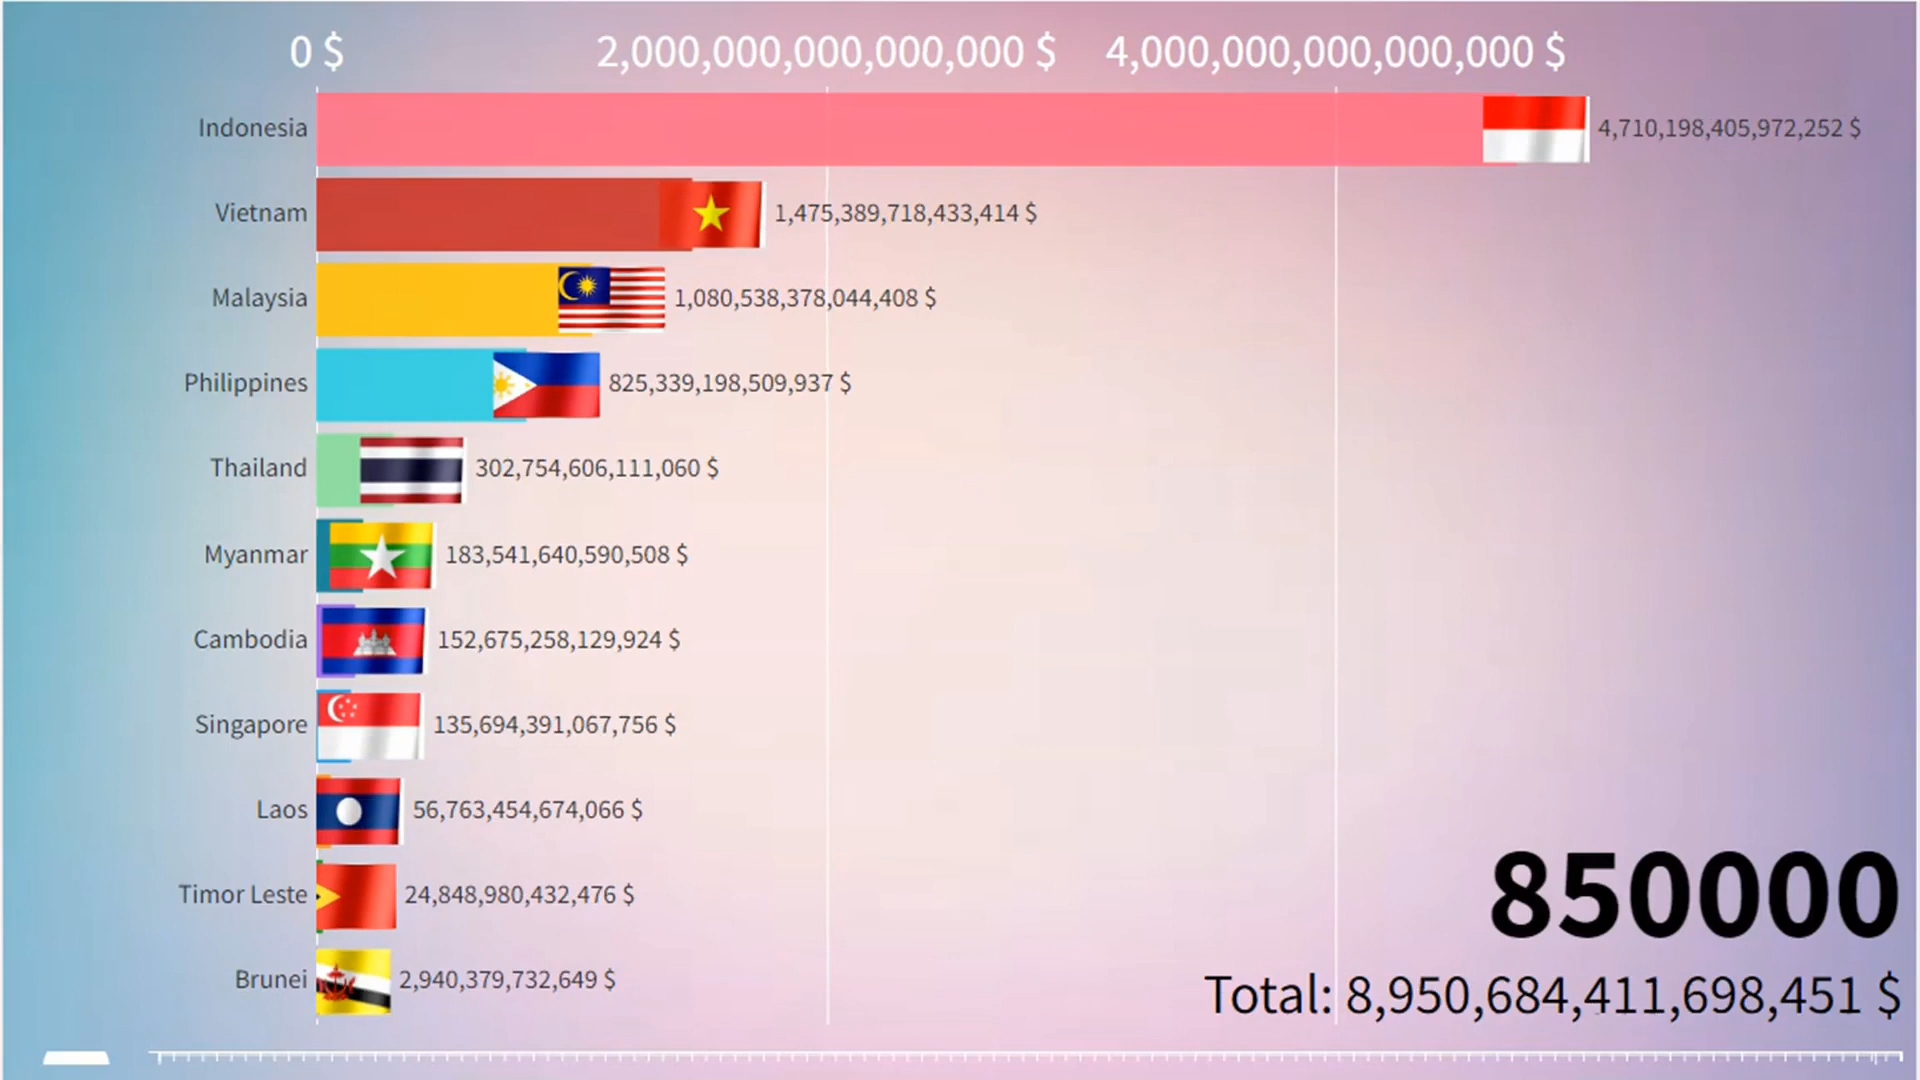 0 $ 2,000,000,000,000,000 $ 4,000,000,000,000,000 $
Indonesia 4,710,198,405,972,252 $
Vietnam 1,475,389,718,433,414 $
Malaysia 1,080,538,378,044,408 $
Philippines 825,339,198,509,937 $
Thailand 302,754,606,111,060 $
Myanmar 183,541,640,590,508 $
Cambodia 152,675,258,129,924 $
Singapore 135,694,391,067,756 $
Laos 56,763,454,674,066 $
Timor Leste 24,848,980,432,476 $
Brunei 2,940,379,732,649 $
850000
Total: 8,950,684,411,698,451 $